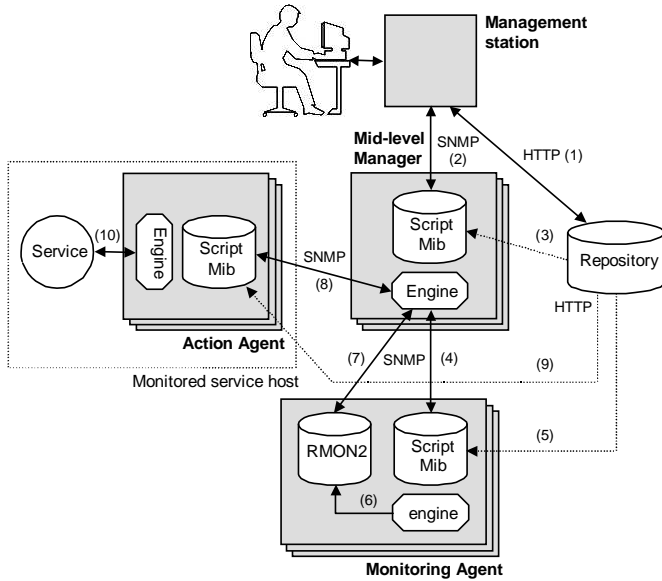 Management
station
Mid-level
Manager
SNMP
(2)
HTTP (1)
Service
(10)
Engine
Script
Mib
SNMP
(8)
Script
Mib
Engine
(3)
Repository
HTTP
Action Agent
Monitored service host
(7)
SNMP
(4)
(9)
RMON2
Script
Mib
(5)
(6)
engine
Monitoring Agent